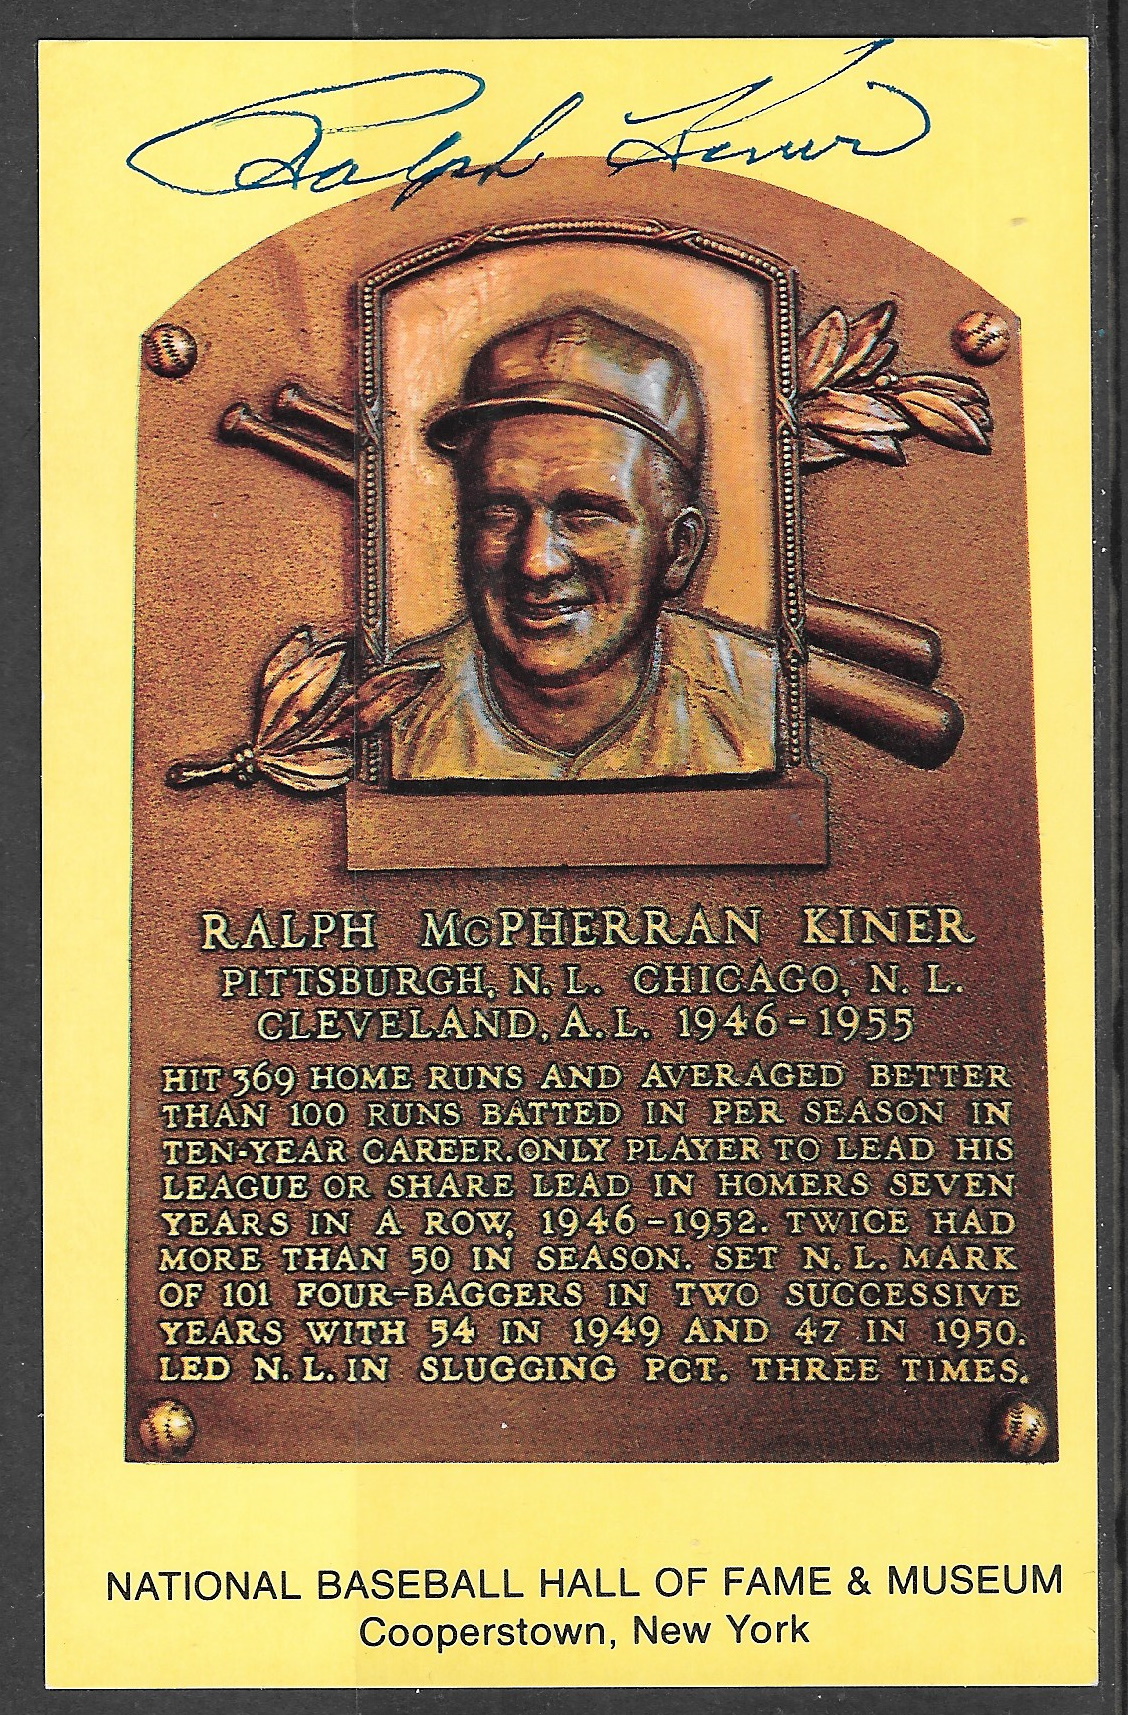 Ralph Kiner
RALPH McPHERRAN KINER
PITTSBURGH, N. L. CHICAGO, N. L.
CLEVELAND, A. L. 1946-1955
HIT 369 HOME RUNS AND AVERAGED BETTER
THAN 100 RUNS BATTED IN PER SEASON IN
TEN-YEAR CAREER. ONLY PLAYER TO LEAD HIS
LEAGUE OR SHARE LEAD IN HOMERS SEVEN
YEARS IN A ROW, 1946-1952. TWICE HAD
MORE THAN 50 IN SEASON. SET N. L. MARK
OF 101 FOUR-BAGGERS IN TWO SUCCESSIVE
YEARS WITH 54 IN 1949 AND 47 IN 1950.
LED N. L. IN SLUGGING PCT. THREE TIMES.
NATIONAL BASEBALL HALL OF FAME & MUSEUM
Cooperstown, New York